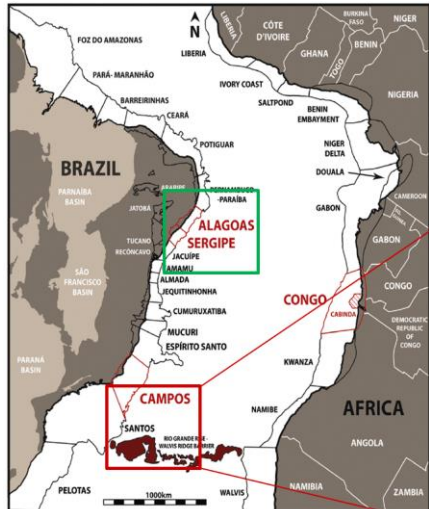 FOZ DO AMAZONAS
PARÁ- MARANHÃO
BARREIRINHAS
CEARÁ
POTIGUAR
PERNAMBUCO
-PARAÍBA
BRAZIL
PARNAÍBA
BASIN
ARARIPE
JATOBÁ
TUCANO
RECÔNCAVO
ALAGOAS
SERGIPE
JACUÍPE
AMAMU
ALMADA
JEQUITINHONHA
CUMURUXATIBA
MUCURI
ESPÍRITO SANTO
SÃO
FRANCISCO
BASIN
PARANÁ
BASIN
CAMPOS
SANTOS
RIO GRANDE RISE -
WALVIS RIDGE BARRIER
PELOTAS
1000km
N
LIBERIA
LIBERIA
CÔTE
D'IVOIRE
BURKINA
FASO
GHANA
TOGO
BENIN
NIGER
NIGERIA
IVORY COAST
SALTPOND
BENIN
EMBAYMENT
NIGER
DELTA
DOUALA
CAMEROON
GABON
GABON
CONGO
CONGO
CABINDA
DEMOCRATIC
REPUBLIC
OF
CONGO
KWANZA
NAMIBE
AFRICA
ANGOLA
WALVIS
NAMIBIA
ZAMBIA